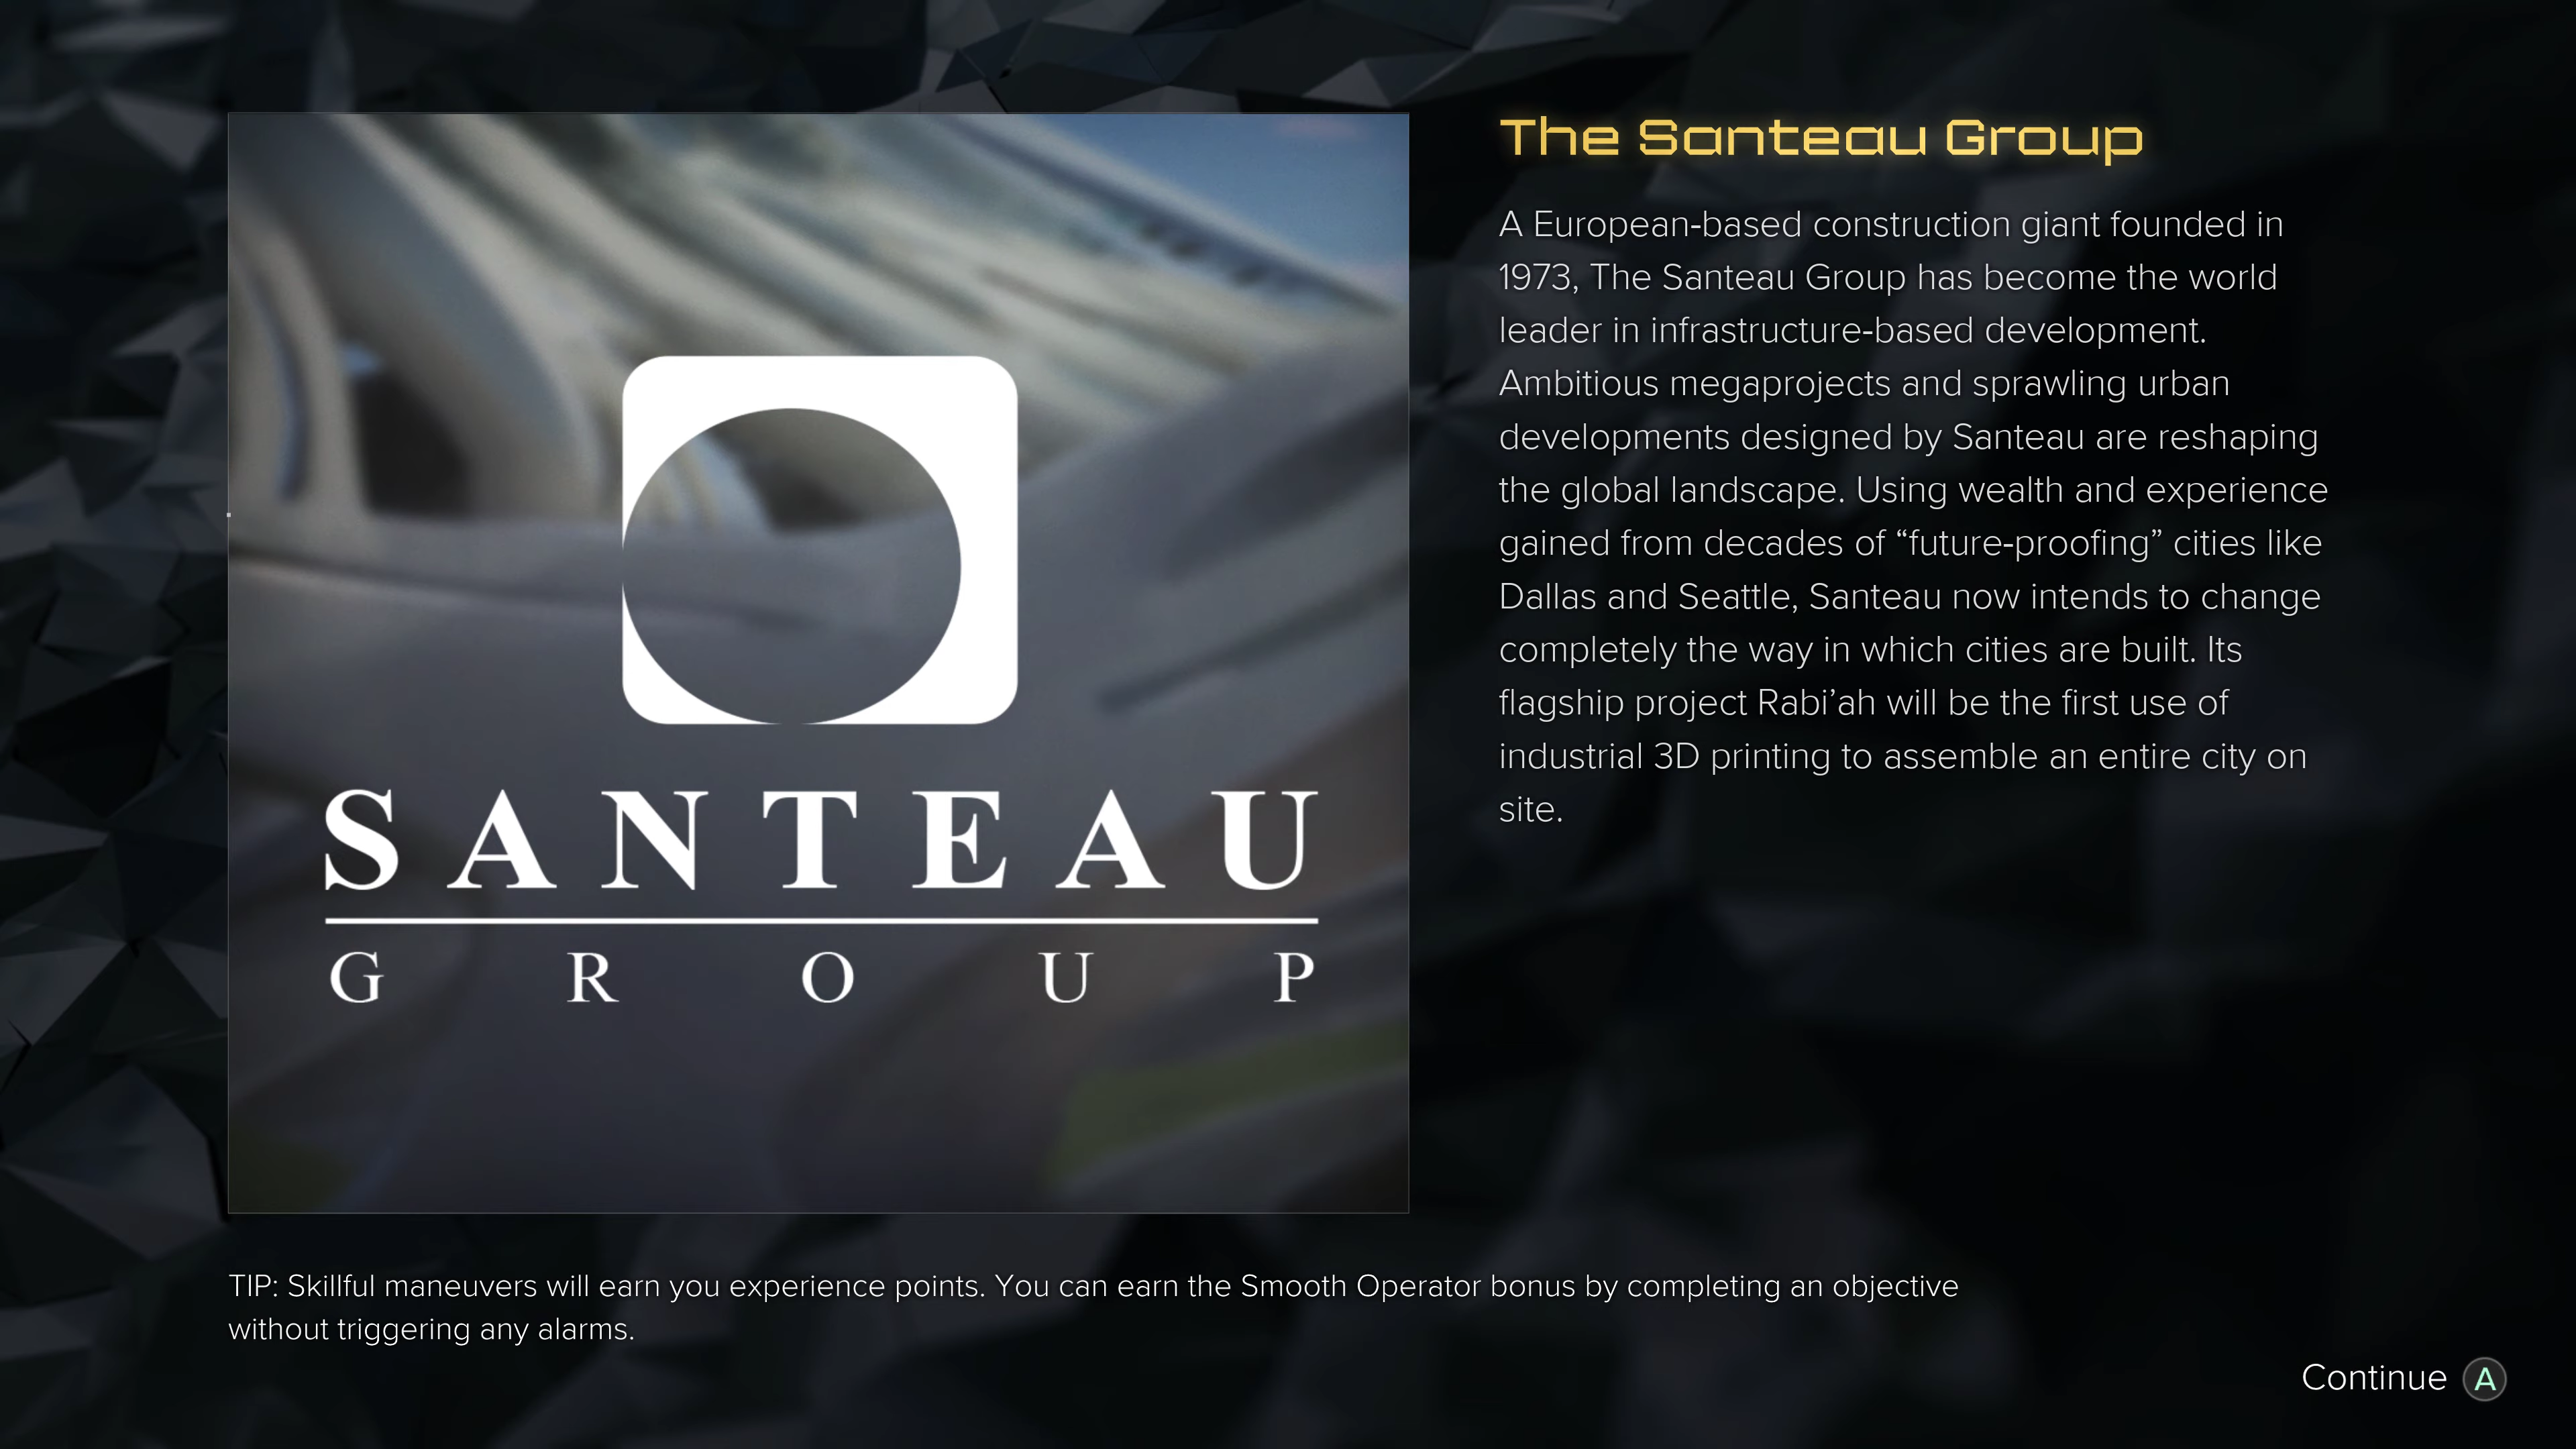 SANTEAU
GROUP
The Santeau Group
A European-based construction giant founded in
1973, The Santeau Group has become the world
leader in infrastructure-based development.
Ambitious megaprojects and sprawling urban
developments designed by Santeau are reshaping
the global landscape. Using wealth and experience
gained from decades of “future-proofing” cities like
Dallas and Seattle, Santeau now intends to change
completely the way in which cities are built. Its
flagship project Rabi’ah will be the first use of
industrial 3D printing to assemble an entire city on
site.
TIP: Skillful maneuvers will earn you experience points. You can earn the Smooth Operator bonus by completing an objective
without triggering any alarms.
Continue A